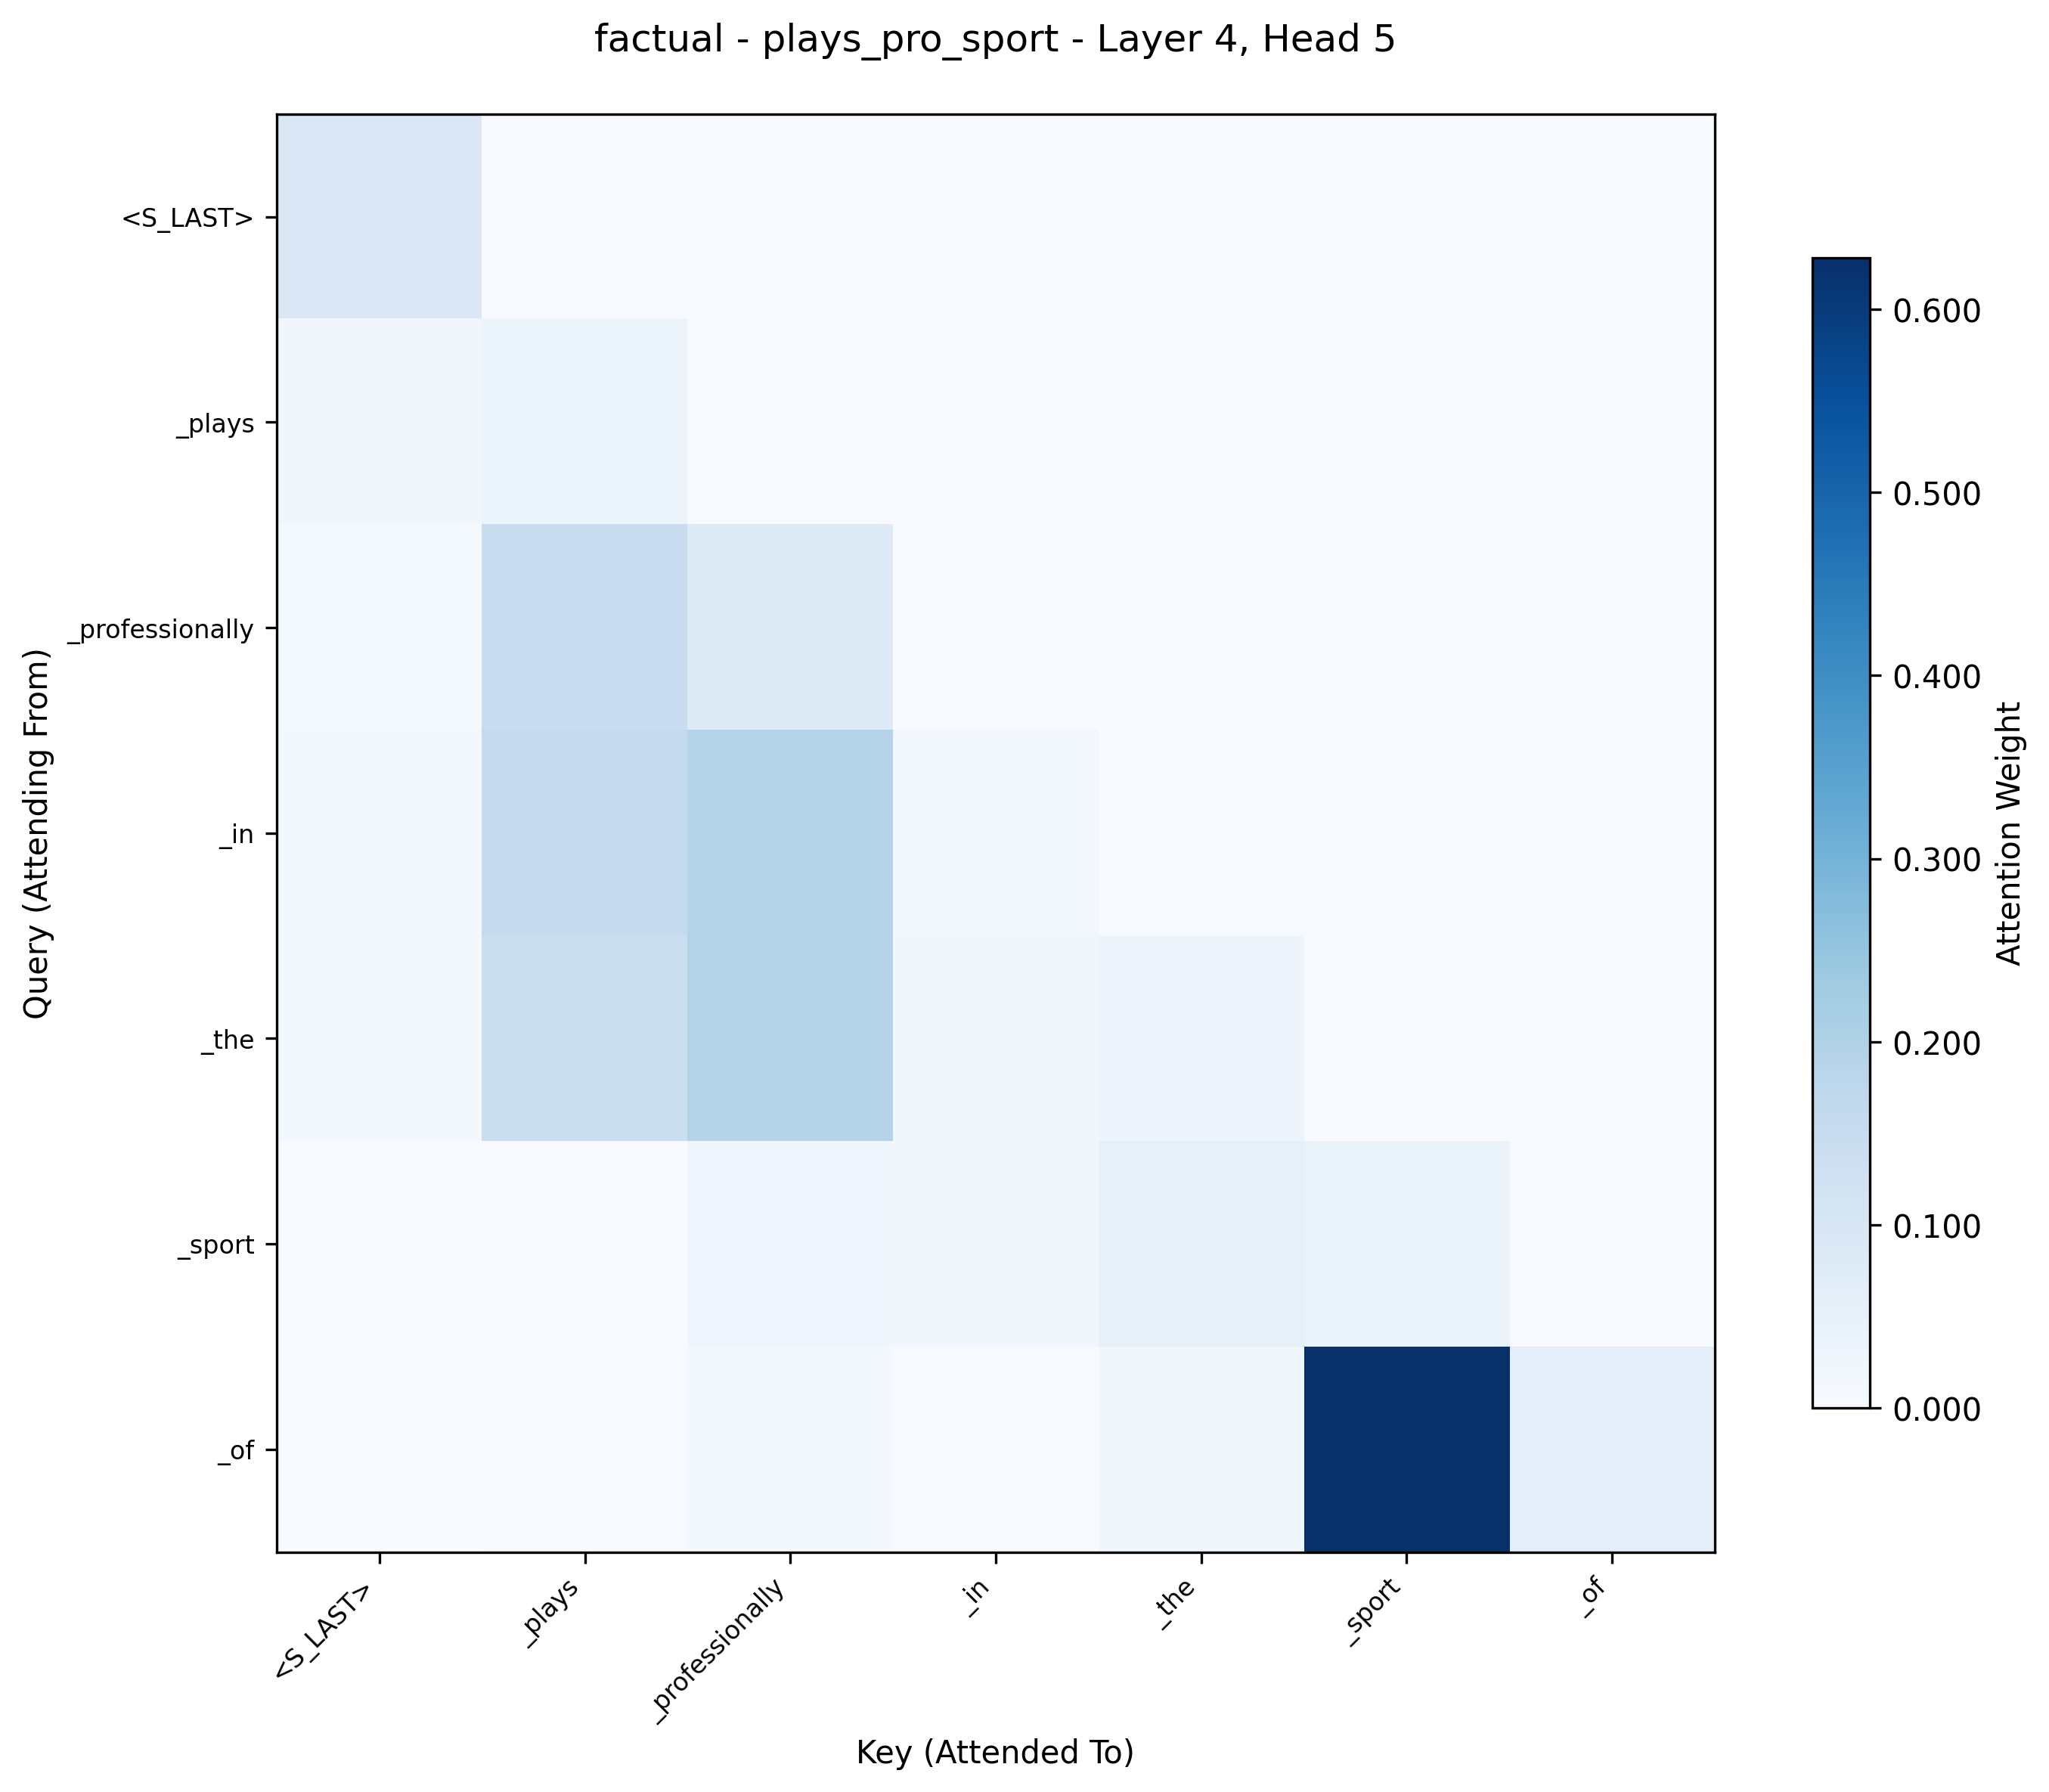 factual - plays_pro_sport - Layer 4, Head 5
Query (Attending From)
<S_LAST>
_plays
_professionally
_in
_the
_sport
_of
<S_LAST>
_plays
_professionally
_in
_the
_sport
_of
Key (Attended To)
0.600
0.500
0.400
0.300
0.200
0.100
0.000
Attention Weight